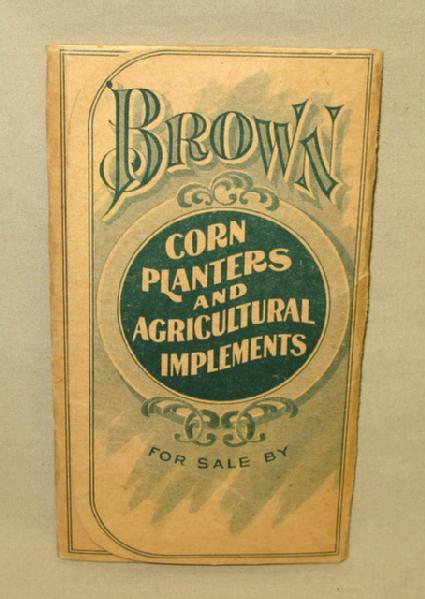 BROWN
CORN
PLANTERS
AND
AGRICULTURAL
IMPLEMENTS
FOR SALE BY